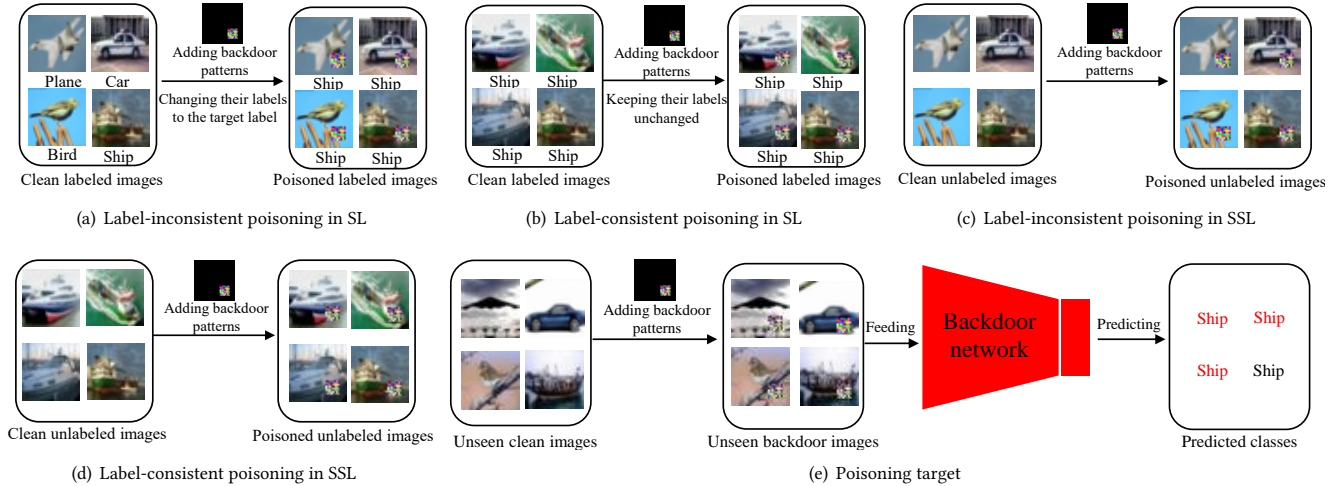 Plane Car
Bird Ship
Clean labeled images
Adding backdoor
patterns
Changing their labels
to the target label
Ship Ship
Ship Ship
Poisoned labeled images
(a) Label-inconsistent poisoning in SL
Ship Ship
Ship Ship
Clean labeled images
Adding backdoor
patterns
Keeping their labels
unchanged
Ship Ship
Ship Ship
Poisoned labeled images
(b) Label-consistent poisoning in SL
Clean unlabeled images
Adding backdoor
patterns
Poisoned unlabeled images
(c) Label-inconsistent poisoning in SSL
Clean unlabeled images
Adding backdoor
patterns
Poisoned unlabeled images
(d) Label-consistent poisoning in SSL
Unseen clean images
Adding backdoor
patterns
Unseen backdoor images
Feeding
Backdoor
network
Predicting
Ship Ship
Ship Ship
Predicted classes
(e) Poisoning target